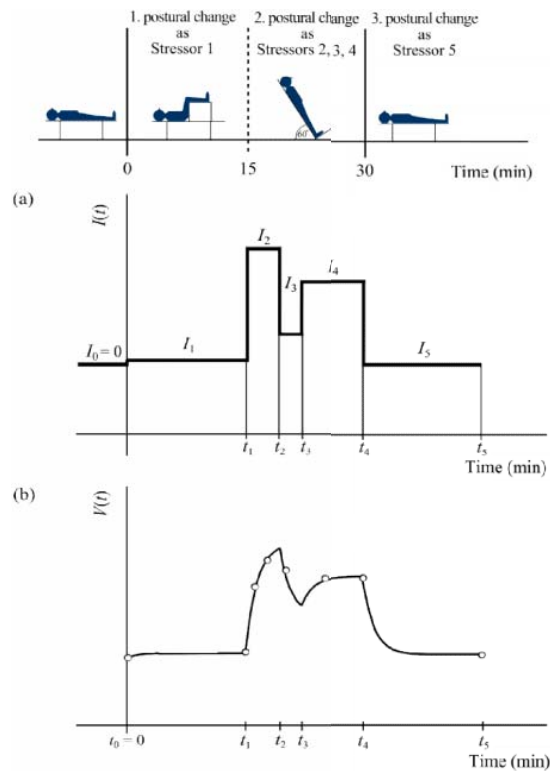 1. postural change 2. postural change 3. postural change
as as as
Stressor 1 Stressors 2, 3, 4 Stressor 5
60°
0 15 30 Time (min)
(a)
I(t)
I₂
I₃ I₄
I₀ = 0 I₁ I₅
t₁ t₂ t₃ t₄ t₅
Time (min)
(b)
V(t)
t₀ = 0 t₁ t₂ t₃ t₄ t₅
Time (min)